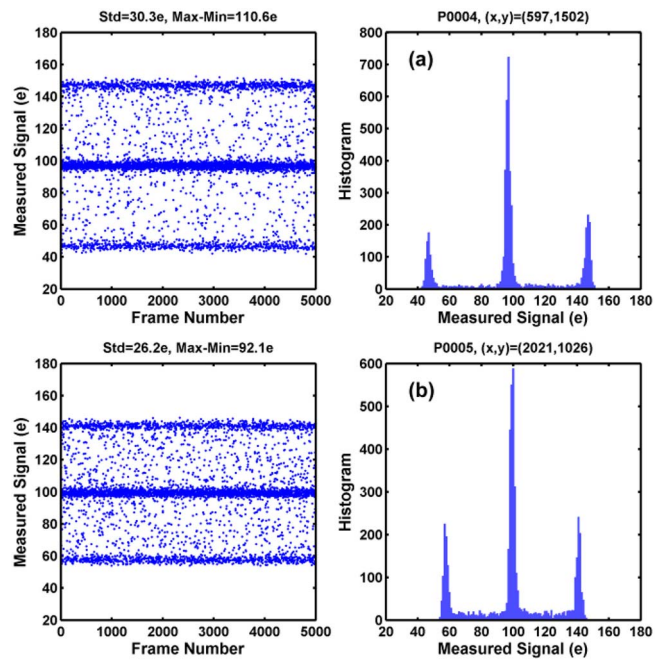 Std=30.3e, Max-Min=110.6e
Measured Signal (e)
180
160
140
120
100
80
60
40
20
0 1000 2000 3000 4000 5000
Frame Number
P0004, (x,y)=(597,1502)
(a)
Histogram
800
700
600
500
400
300
200
100
0
20 40 60 80 100 120 140 160 180
Measured Signal (e)
Std=26.2e, Max-Min=92.1e
Measured Signal (e)
180
160
140
120
100
80
60
40
20
0 1000 2000 3000 4000 5000
Frame Number
P0005, (x,y)=(2021,1026)
(b)
Histogram
600
500
400
300
200
100
0
20 40 60 80 100 120 140 160 180
Measured Signal (e)